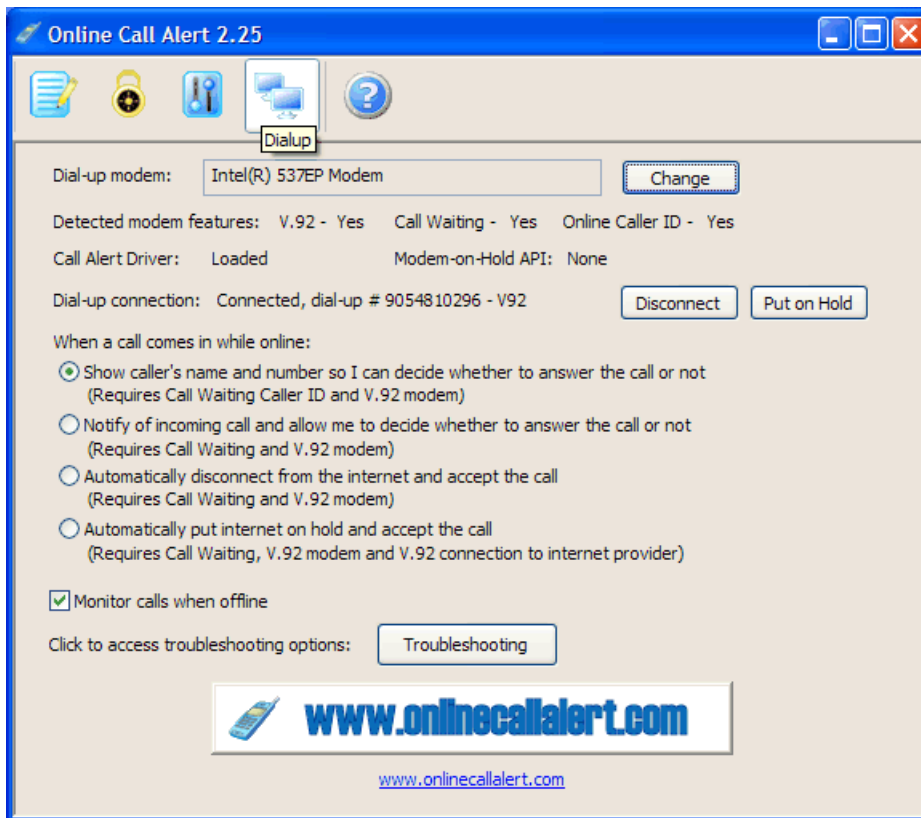 Online Call Alert 2.25
Dialup
Dial-up modem: Intel(R) 537EP Modem Change
Detected modem features: V.92 - Yes Call Waiting - Yes Online Caller ID - Yes
Call Alert Driver: Loaded Modem-on-Hold API: None
Dial-up connection: Connected, dial-up # 9054810296 - V92 Disconnect Put on Hold
When a call comes in while online:
Show caller's name and number so I can decide whether to answer the call or not
(Requires Call Waiting Caller ID and V.92 modem)
Notify of incoming call and allow me to decide whether to answer the call or not
(Requires Call Waiting and V.92 modem)
Automatically disconnect from the internet and accept the call
(Requires Call Waiting and V.92 modem)
Automatically put internet on hold and accept the call
(Requires Call Waiting, V.92 modem and V.92 connection to internet provider)
Monitor calls when offline
Click to access troubleshooting options: Troubleshooting
www.onlinecallalert.com
www.onlinecallalert.com